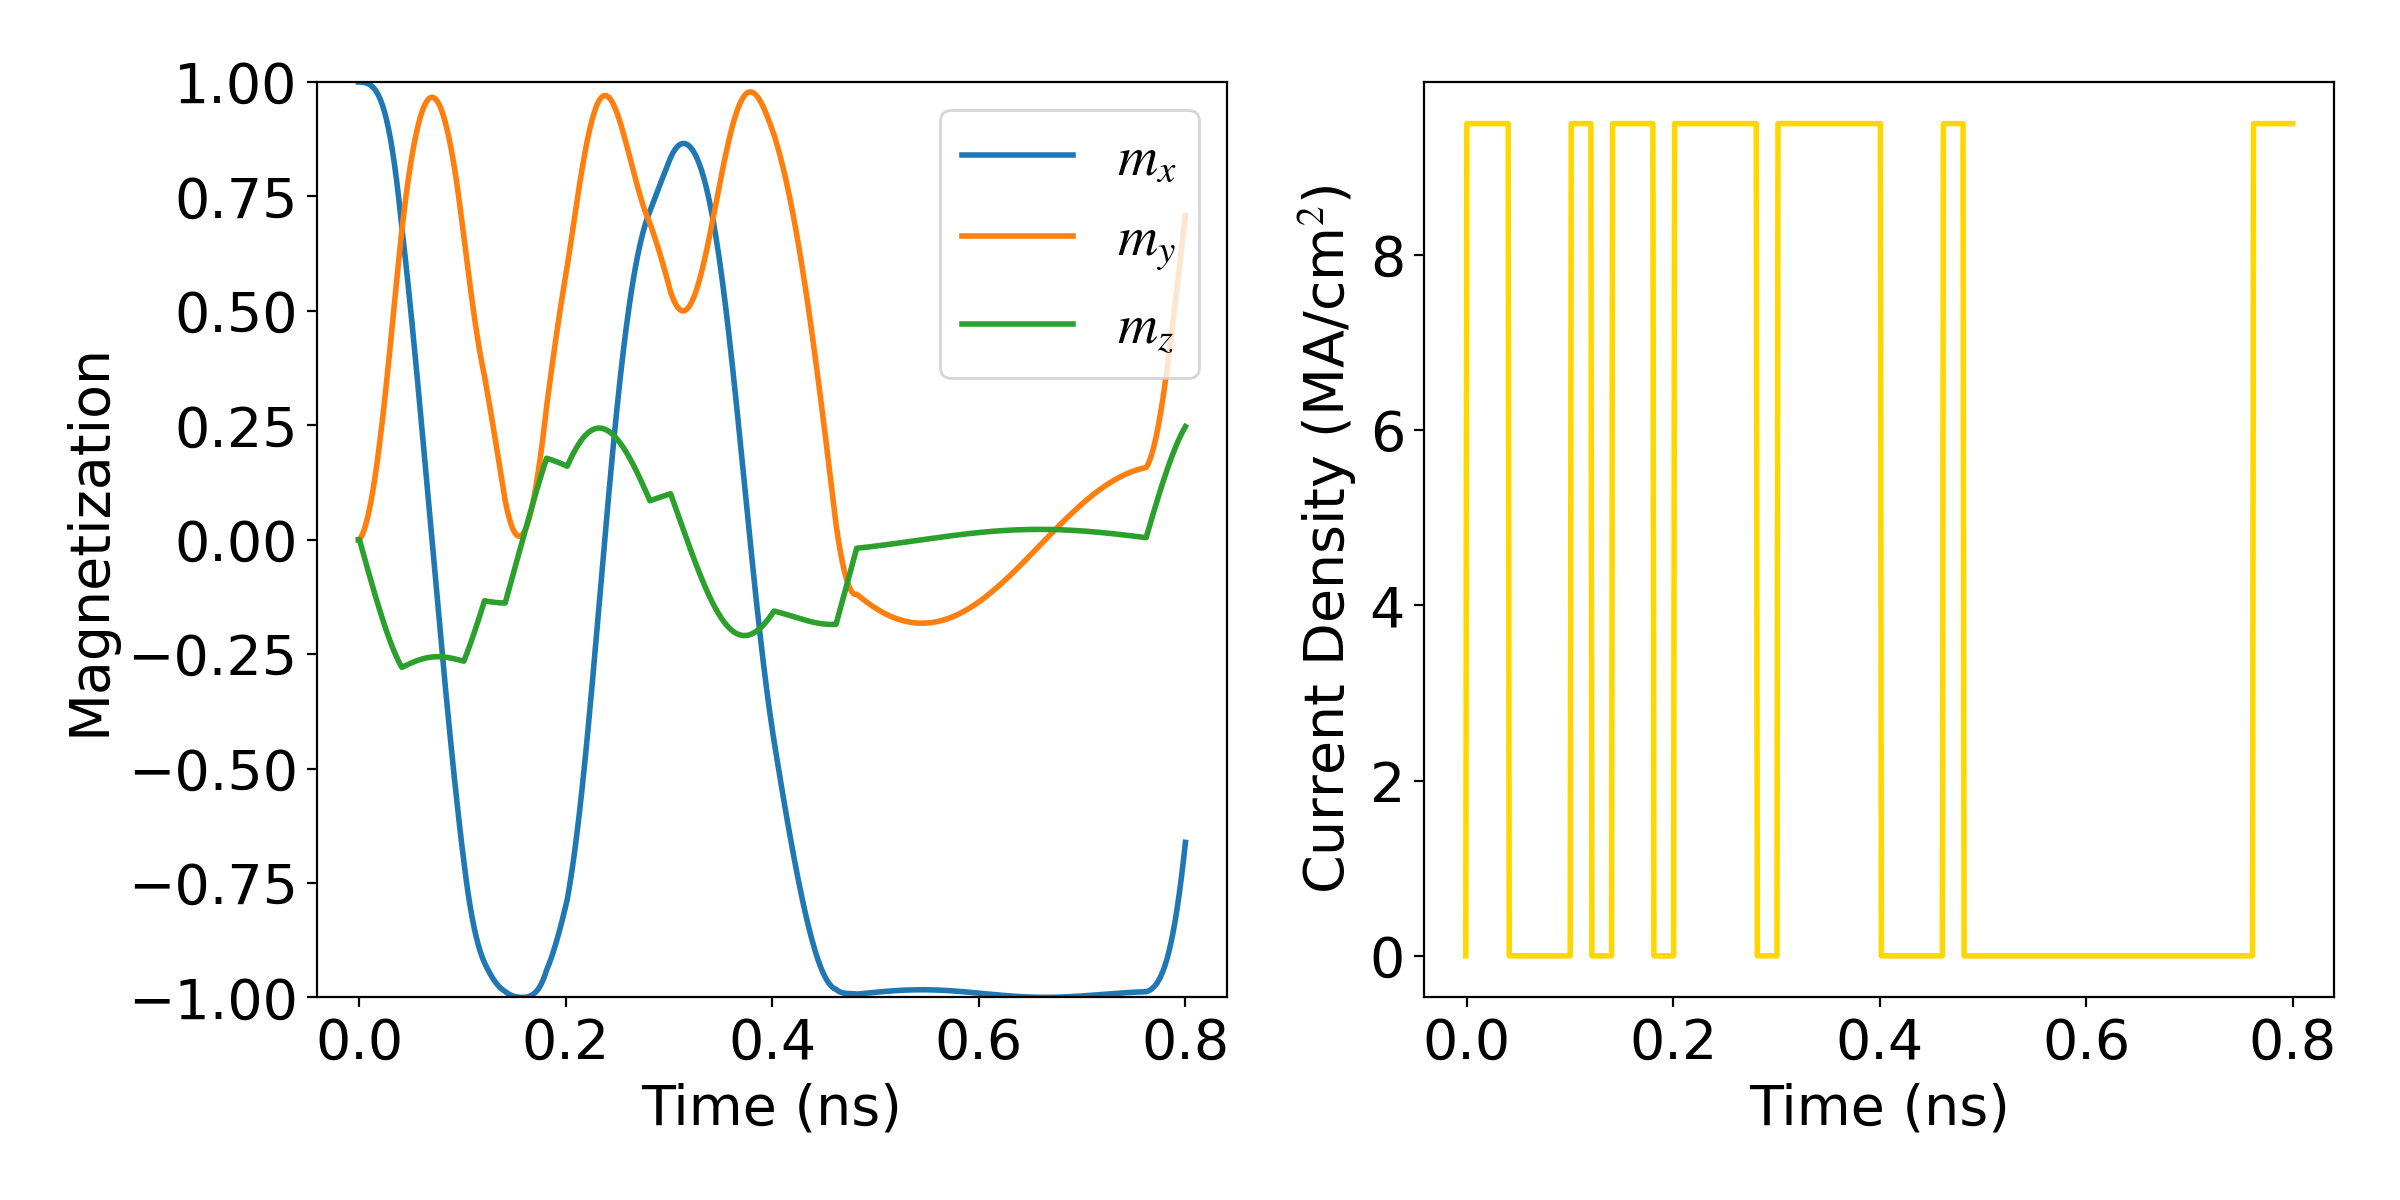 Magnetization
1.00
0.75
0.50
0.25
0.00
−0.25
−0.50
−0.75
−1.00
0.0 0.2 0.4 0.6 0.8
Time (ns)
mₓ
m_y
m_z
Current Density (MA/cm²)
8
6
4
2
0
0.0 0.2 0.4 0.6 0.8
Time (ns)